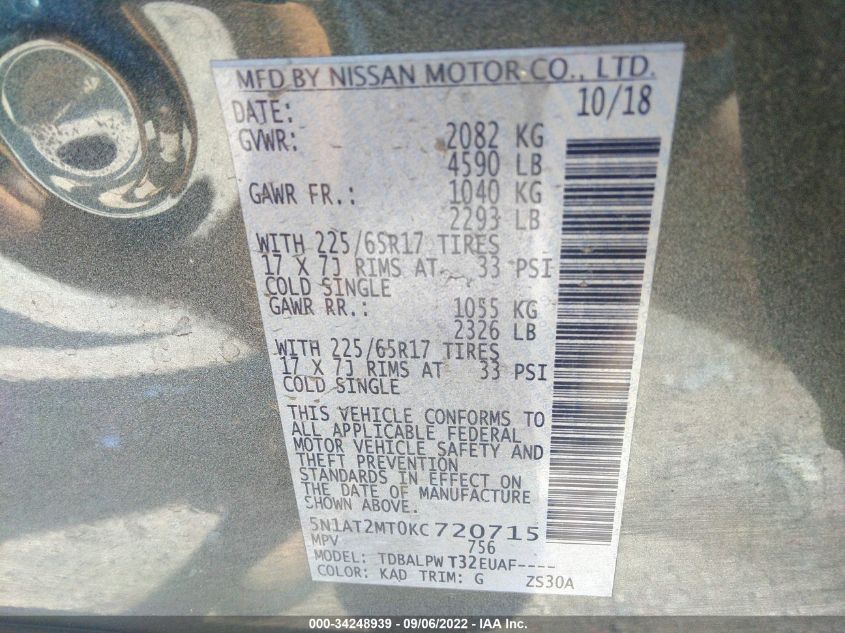 MFD BY NISSAN MOTOR CO., LTD.
DATE: 10/18
GVWR: 2082 KG
4590 LB
GAWR FR.: 1040 KG
2293 LB
WITH 225/65R17 TIRES
17 X 7J RIMS AT 33 PSI
COLD SINGLE
GAWR RR.: 1055 KG
2326 LB
WITH 225/65R17 TIRES
17 X 7J RIMS AT 33 PSI
COLD SINGLE
THIS VEHICLE CONFORMS TO
ALL APPLICABLE FEDERAL
MOTOR VEHICLE SAFETY AND
THEFT PREVENTION
STANDARDS IN EFFECT ON
THE DATE OF MANUFACTURE
SHOWN ABOVE.
5N1AT2MT0KC720715
MPV 756
MODEL: TDBALPW T32EUAF----
COLOR: KAD TRIM: G ZS30A
000-34248939 - 09/06/2022 - IAA Inc.